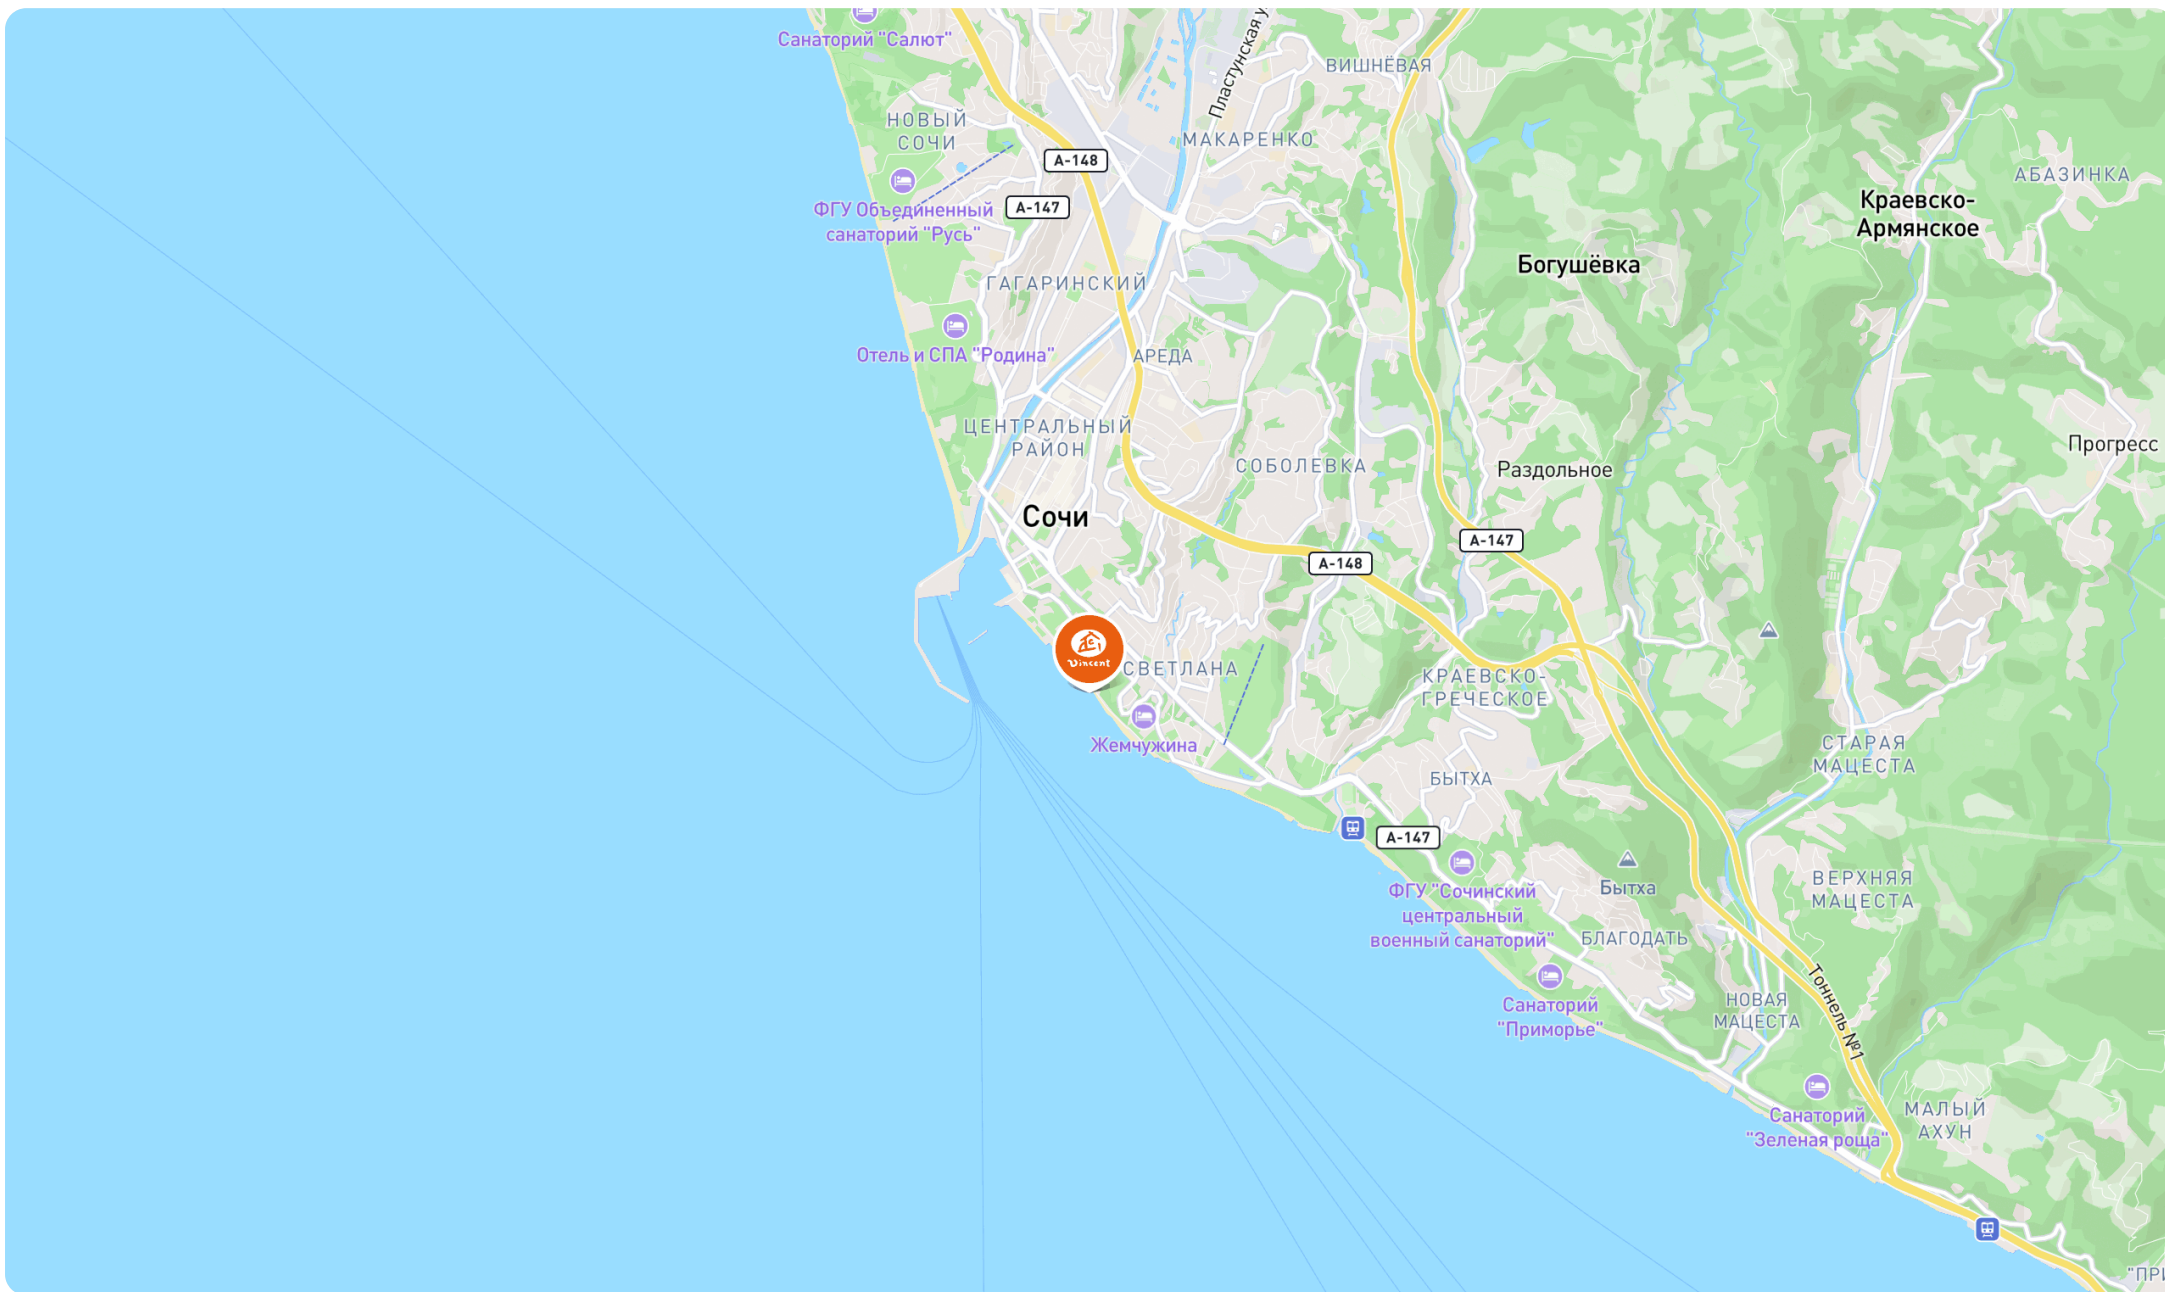 Санаторий "Салют"
Пластунская у
ВИШНЁВАЯ
НОВЫЙ
СОЧИ
МАКАРЕНКО
А-148
АБАЗИНКА
ФГУ Объединенный
санаторий "Русь"
А-147
Краевско-
Армянское
Богушёвка
ГАГАРИНСКИЙ
Отель и СПА "Родина"
АРЕДА
ЦЕНТРАЛЬНЫЙ
РАЙОН
СОБОЛЕВКА
Раздольное
Прогресс
Сочи
А-147
А-148
Vincent
СВЕТЛАНА
КРАЕВСКО-
ГРЕЧЕСКОЕ
Жемчужина
СТАРАЯ
МАЦЕСТА
БЫТХА
А-147
ФГУ "Сочинский
центральный
военный санаторий"
Бытха
ВЕРХНЯЯ
МАЦЕСТА
БЛАГОДАТЬ
Санаторий
"Приморье"
НОВАЯ
МАЦЕСТА
Тоннель №1
Санаторий
"Зеленая роща"
МАЛЫЙ
АХУН
"ПРИ